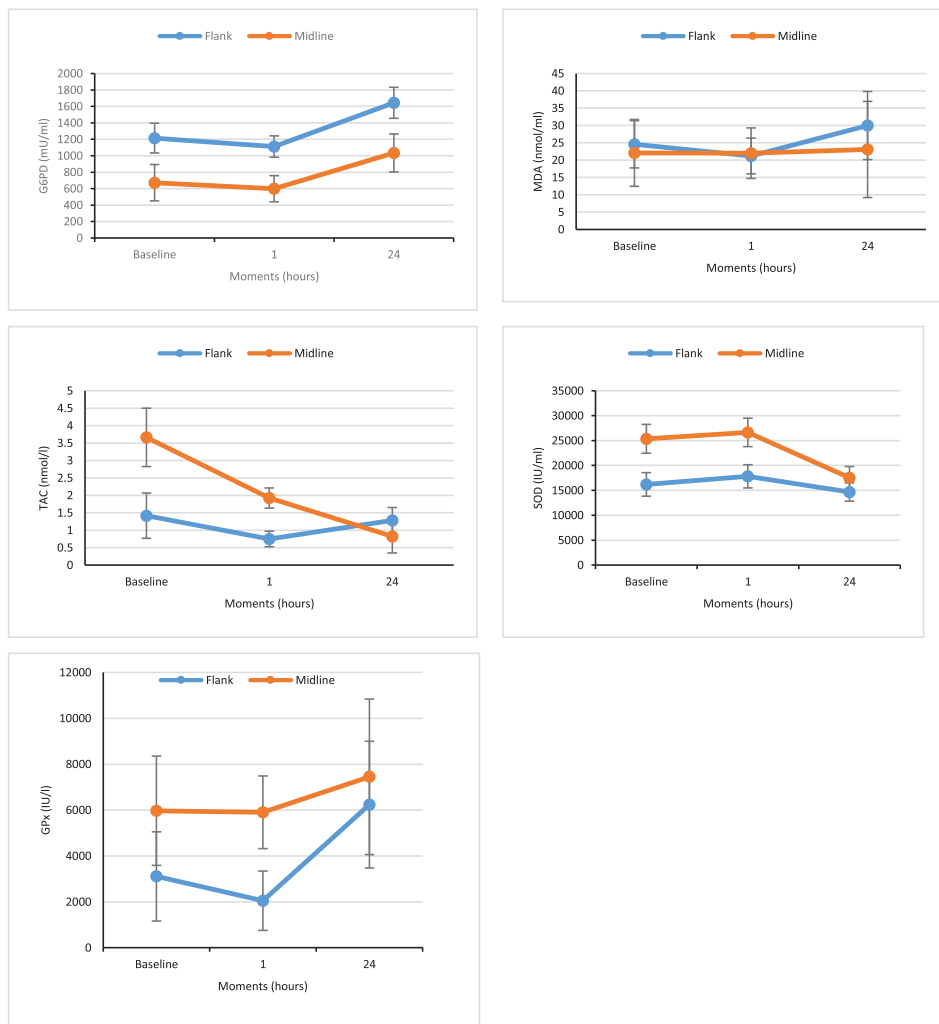 Flank Midline
G6PD (mU/ml)
2000
1800
1600
1400
1200
1000
800
600
400
200
0
Baseline 1 24
Moments (hours)
Flank Midline
MDA (nmol/ml)
45
40
35
30
25
20
15
10
5
0
Baseline 1 24
Moments (hours)
Flank Midline
TAC (nmol/l)
5
4.5
4
3.5
3
2.5
2
1.5
1
0.5
0
Baseline 1 24
Moments (hours)
Flank Midline
SOD (IU/ml)
35000
30000
25000
20000
15000
10000
5000
0
Baseline 1 24
Moments (hours)
Flank Midline
GPx (IU/l)
12000
10000
8000
6000
4000
2000
0
Baseline 1 24
Moments (hours)